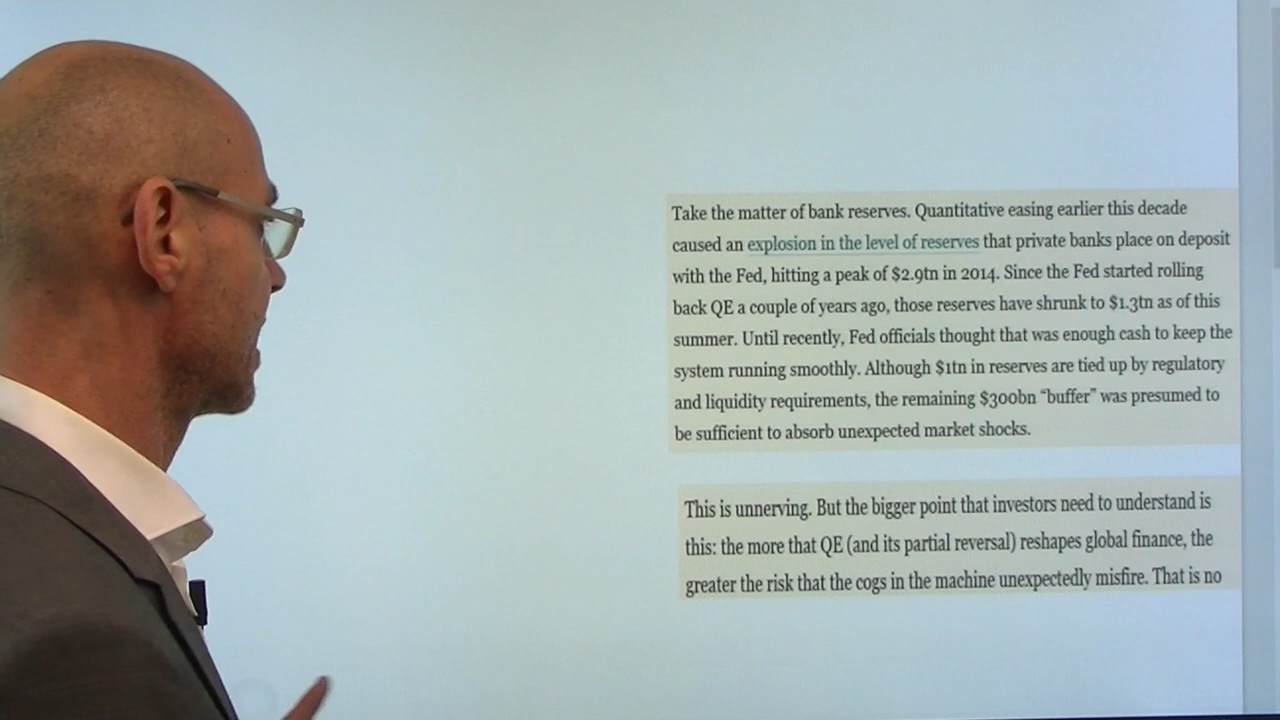 Take the matter of bank reserves. Quantitative easing earlier this decade
caused an explosion in the level of reserves that private banks place on deposit
with the Fed, hitting a peak of $2.9tn in 2014. Since the Fed started rolling
back QE a couple of years ago, those reserves have shrunk to $1.3tn as of this
summer. Until recently, Fed officials thought that was enough cash to keep the
system running smoothly. Although $1tn in reserves are tied up by regulatory
and liquidity requirements, the remaining $300bn “buffer” was presumed to
be sufficient to absorb unexpected market shocks.
This is unnerving. But the bigger point that investors need to understand is
this: the more that QE (and its partial reversal) reshapes global finance, the
greater the risk that the cogs in the machine unexpectedly misfire. That is no